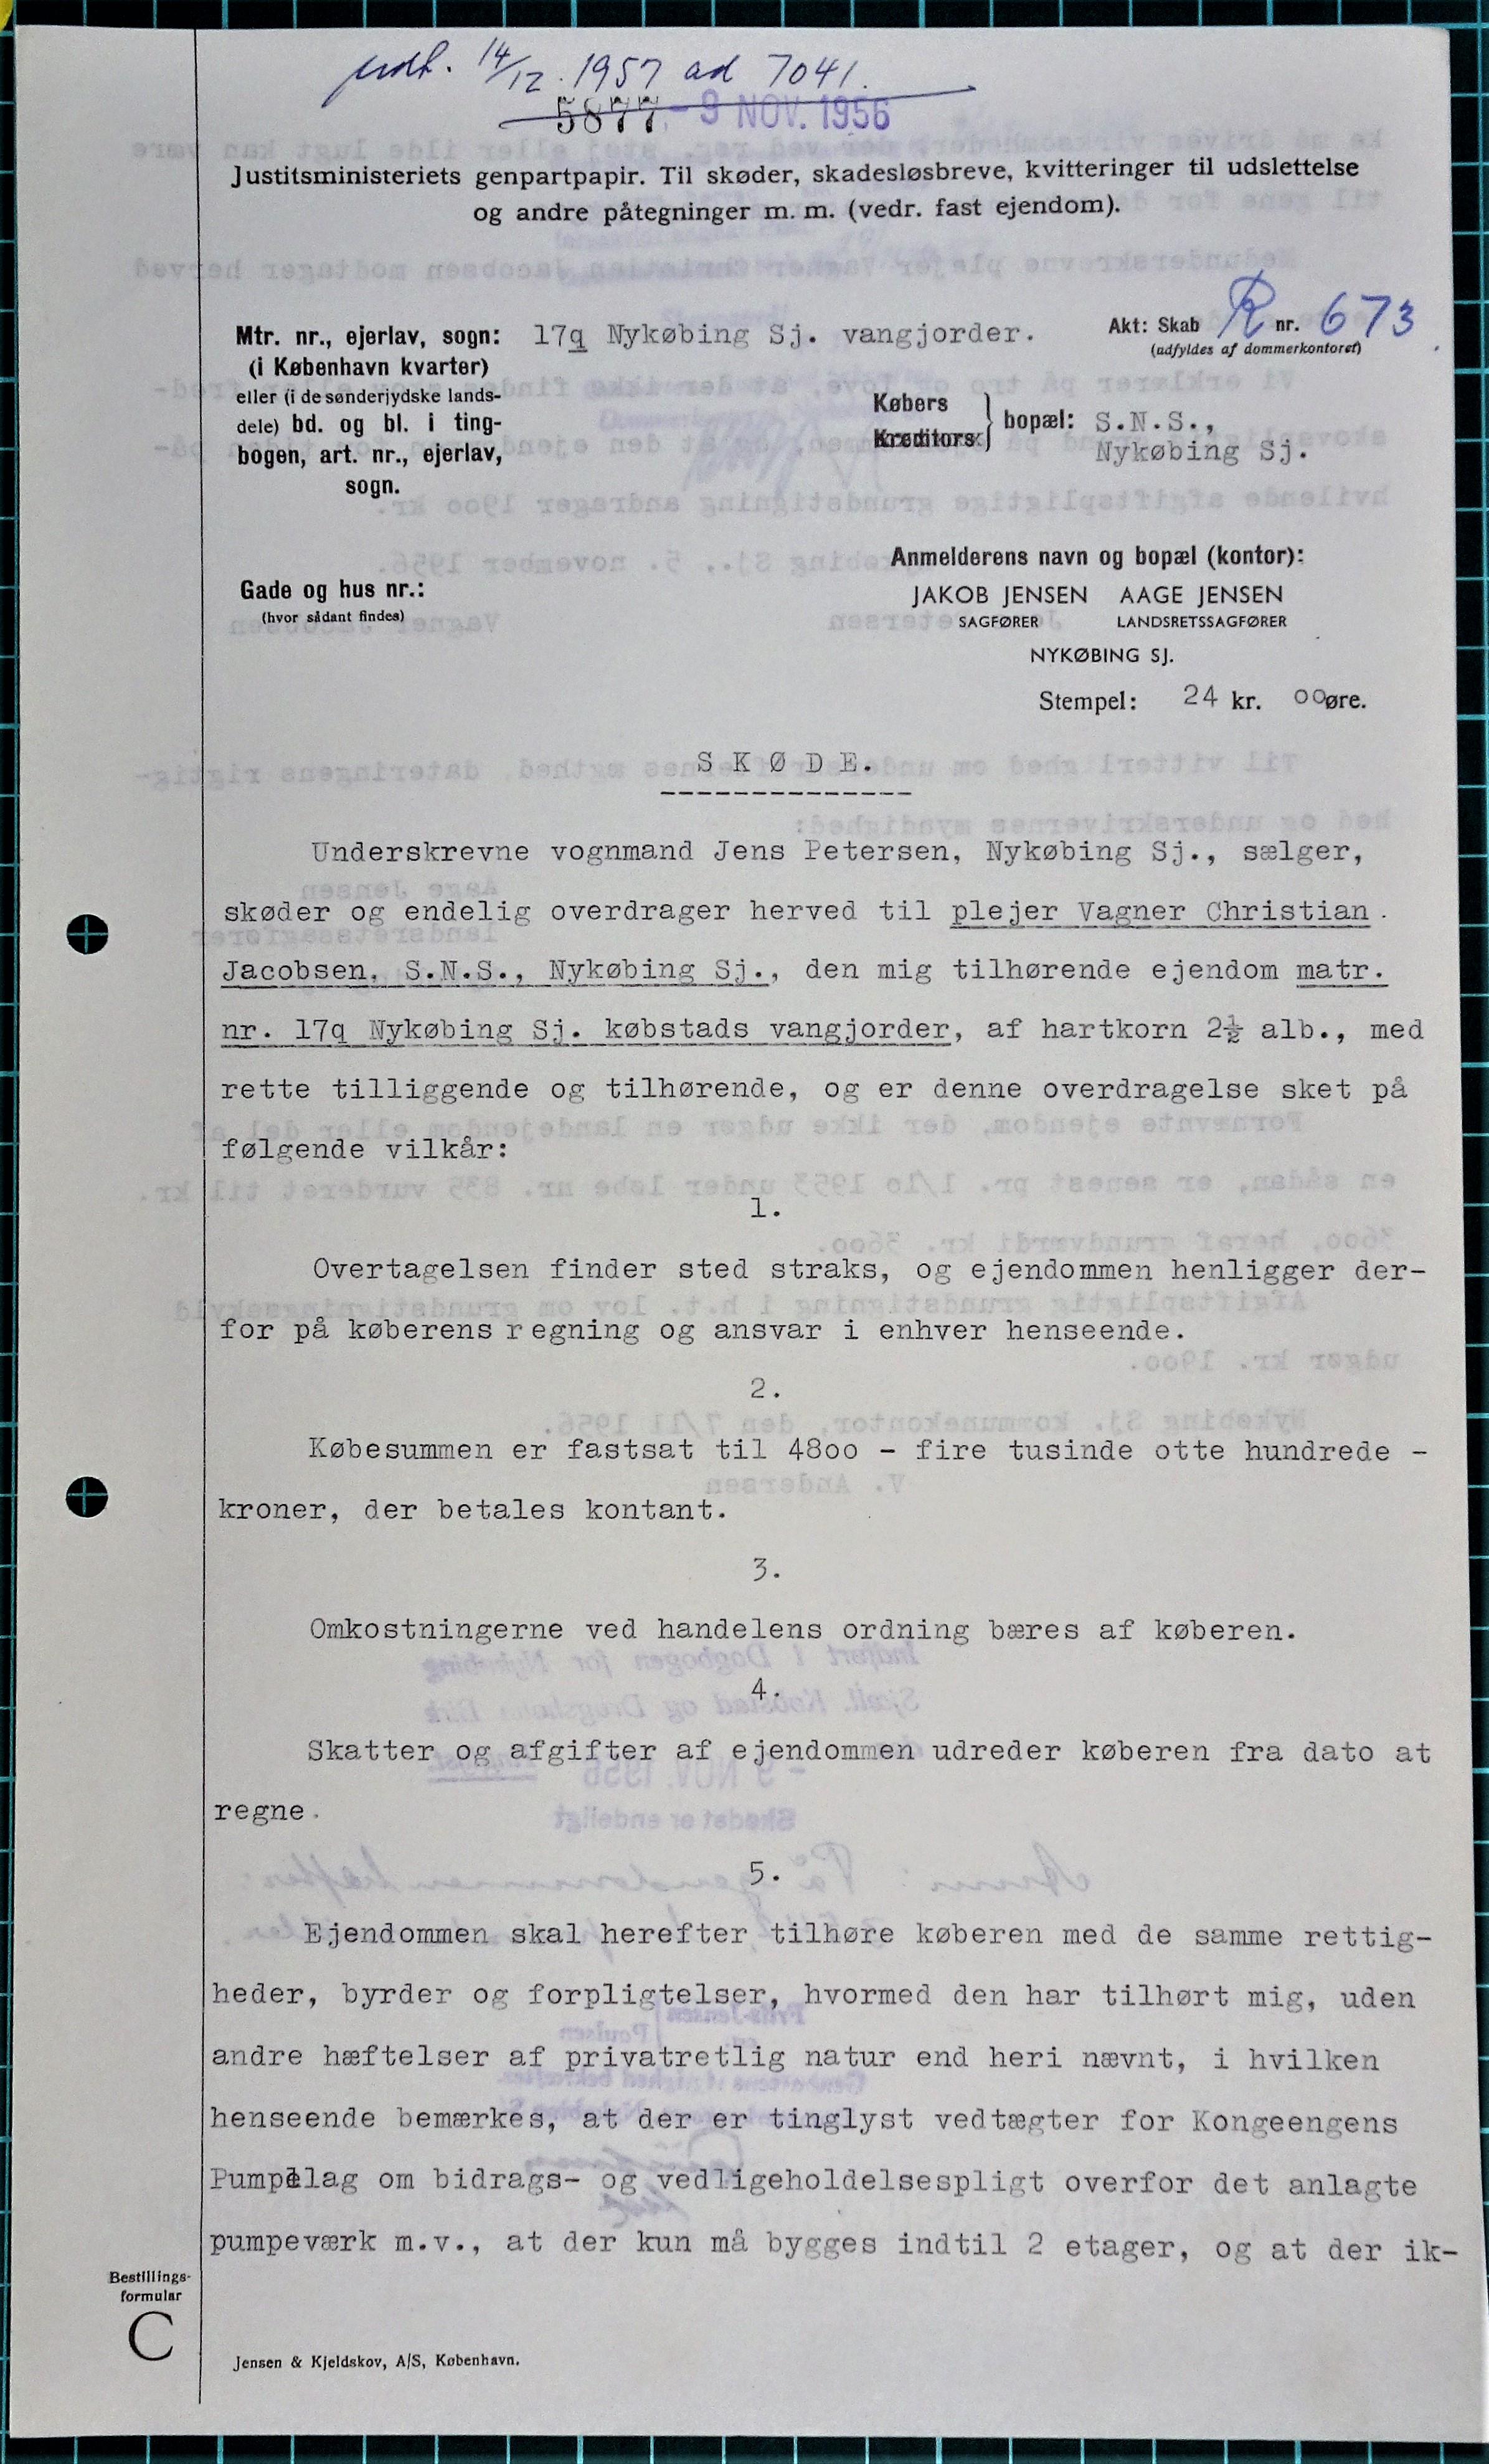 udl. 14/12. 1957 ad 7041.
5877 - 9 NOV. 1956
Justitsministeriets genpartpapir. Til skøder, skadesløsbreve, kvitteringer til udslettelse
og andre påtegninger m. m. (vedr. fast ejendom).
Mtr. nr., ejerlav, sogn: 17q Nykøbing Sj. vangjorder.
(i København kvarter)
eller (i de sønderjydske lands-
dele) bd. og bl. i ting-
bogen, art. nr., ejerlav,
sogn.
Akt: Skab R nr. 673
(udfyldes af dommerkontoret)
Købers
Kreditors
bopæl: S.N.S.,
Nykøbing Sj.
Gade og hus nr.:
(hvor sådant findes)
Anmelderens navn og bopæl (kontor):
JAKOB JENSEN AAGE JENSEN
SAGFØRER LANDSRETSSAGFØRER
NYKØBING SJ.
Stempel: 24 kr. 00 øre.
S K Ø D E.
--------------
Underskrevne vognmand Jens Petersen, Nykøbing Sj., sælger,
skøder og endelig overdrager herved til plejer Vagner Christian
Jacobsen, S.N.S., Nykøbing Sj., den mig tilhørende ejendom matr.
nr. 17q Nykøbing Sj. købstads vangjorder, af hartkorn 2½ alb., med
rette tilliggende og tilhørende, og er denne overdragelse sket på
følgende vilkår:
1.
Overtagelsen finder sted straks, og ejendommen henligger der-
for på køberens regning og ansvar i enhver henseende.
2.
Købesummen er fastsat til 48oo - fire tusinde otte hundrede -
kroner, der betales kontant.
3.
Omkostningerne ved handelens ordning bæres af køberen.
4.
Skatter og afgifter af ejendommen udreder køberen fra dato at
regne.
5.
Ejendommen skal herefter tilhøre køberen med de samme rettig-
heder, byrder og forpligtelser, hvormed den har tilhørt mig, uden
andre hæftelser af privatretlig natur end heri nævnt, i hvilken
henseende bemærkes, at der er tinglyst vedtægter for Kongeengens
Pumpelag om bidrags- og vedligeholdelsespligt overfor det anlagte
pumpeværk m.v., at der kun må bygges indtil 2 etager, og at der ik-
Bestillings-
formular
C
Jensen & Kjeldskov, A/S, København.